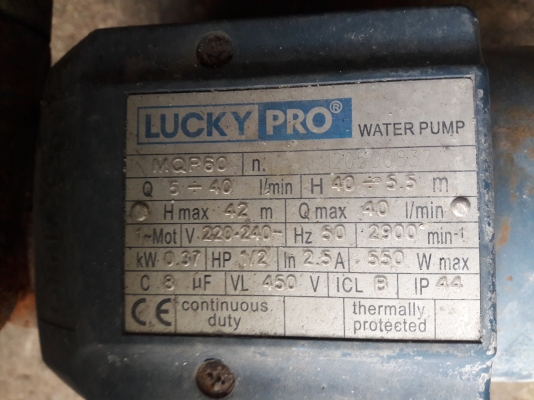 LUCKY PRO® WATER PUMP
MQP60 n.
Q 5÷40 l/min H 40÷5.5 m
H max 42 m Q max 40 l/min
1~Mot V 220-240~ Hz 50 2900 min-1
kW 0.37 HP 1/2 In 2.5 A 550 W max
C 8 µF VL 450 V ICL B IP 44
CE continuous duty thermally protected